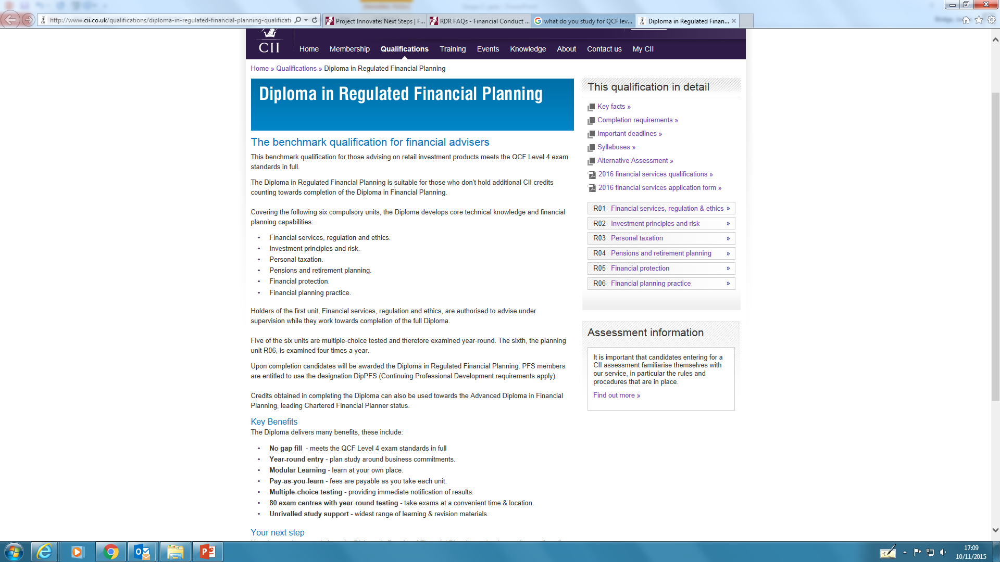 http://www.cii.co.uk/qualifications/diploma-in-regulated-financial-planning-qualificati
Project Innovate: Next Steps | F...
RDR FAQs - Financial Conduct ...
what do you study for QCF lev...
Diploma in Regulated Finan...
CII
Home Membership Qualifications Training Events Knowledge About Contact us My CII
Home » Qualifications » Diploma in Regulated Financial Planning
Diploma in Regulated Financial Planning
The benchmark qualification for financial advisers
This benchmark qualification for those advising on retail investment products meets the QCF Level 4 exam
standards in full.
The Diploma in Regulated Financial Planning is suitable for those who don't hold additional CII credits
counting towards completion of the Diploma in Financial Planning.
Covering the following six compulsory units, the Diploma develops core technical knowledge and financial
planning capabilities:
• Financial services, regulation and ethics.
• Investment principles and risk.
• Personal taxation.
• Pensions and retirement planning.
• Financial protection.
• Financial planning practice.
Holders of the first unit, Financial services, regulation and ethics, are authorised to advise under
supervision while they work towards completion of the full Diploma.
Five of the six units are multiple-choice tested and therefore examined year-round. The sixth, the planning
unit R06, is examined four times a year.
Upon completion candidates will be awarded the Diploma in Regulated Financial Planning. PFS members
are entitled to use the designation DipPFS (Continuing Professional Development requirements apply).
Credits obtained in completing the Diploma can also be used towards the Advanced Diploma in Financial
Planning, leading Chartered Financial Planner status.
Key Benefits
The Diploma delivers many benefits, these include:
• No gap fill - meets the QCF Level 4 exam standards in full
• Year-round entry - plan study around business commitments.
• Modular Learning - learn at your own place.
• Pay-as-you-learn - fees are payable as you take each unit.
• Multiple-choice testing - providing immediate notification of results.
• 80 exam centres with year-round testing - take exams at a convenient time & location.
• Unrivalled study support - widest range of learning & revision materials.
Your next step
This qualification in detail
Key facts »
Completion requirements »
Important deadlines »
Syllabuses »
Alternative Assessment »
2016 financial services qualifications »
2016 financial services application form »
R01 Financial services, regulation & ethics »
R02 Investment principles and risk »
R03 Personal taxation »
R04 Pensions and retirement planning »
R05 Financial protection »
R06 Financial planning practice »
Assessment information
It is important that candidates entering for a
CII assessment familiarise themselves with
our service, in particular the rules and
procedures that are in place.
Find out more »
17:09
10/11/2015